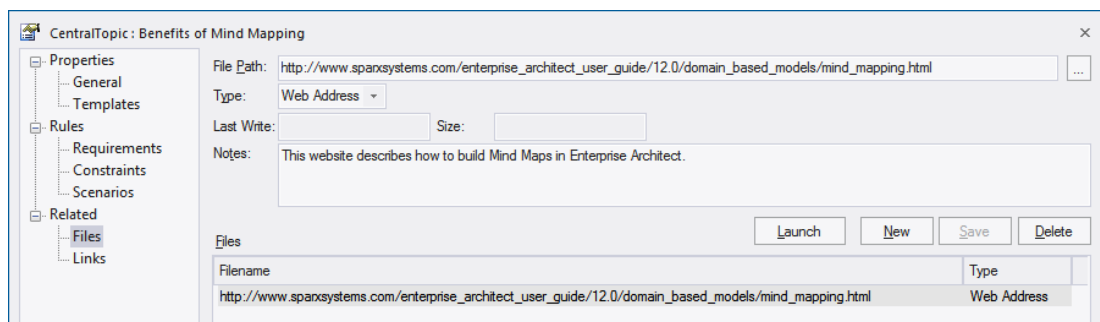 CentralTopic : Benefits of Mind Mapping
Properties
General
Templates
Rules
Requirements
Constraints
Scenarios
Related
Files
Links
File Path: http://www.sparxsystems.com/enterprise_architect_user_guide/12.0/domain_based_models/mind_mapping.html ...
Type: Web Address
Last Write: Size:
Notes: This website describes how to build Mind Maps in Enterprise Architect.
Launch New Save Delete
Files
Filename Type
http://www.sparxsystems.com/enterprise_architect_user_guide/12.0/domain_based_models/mind_mapping.html Web Address